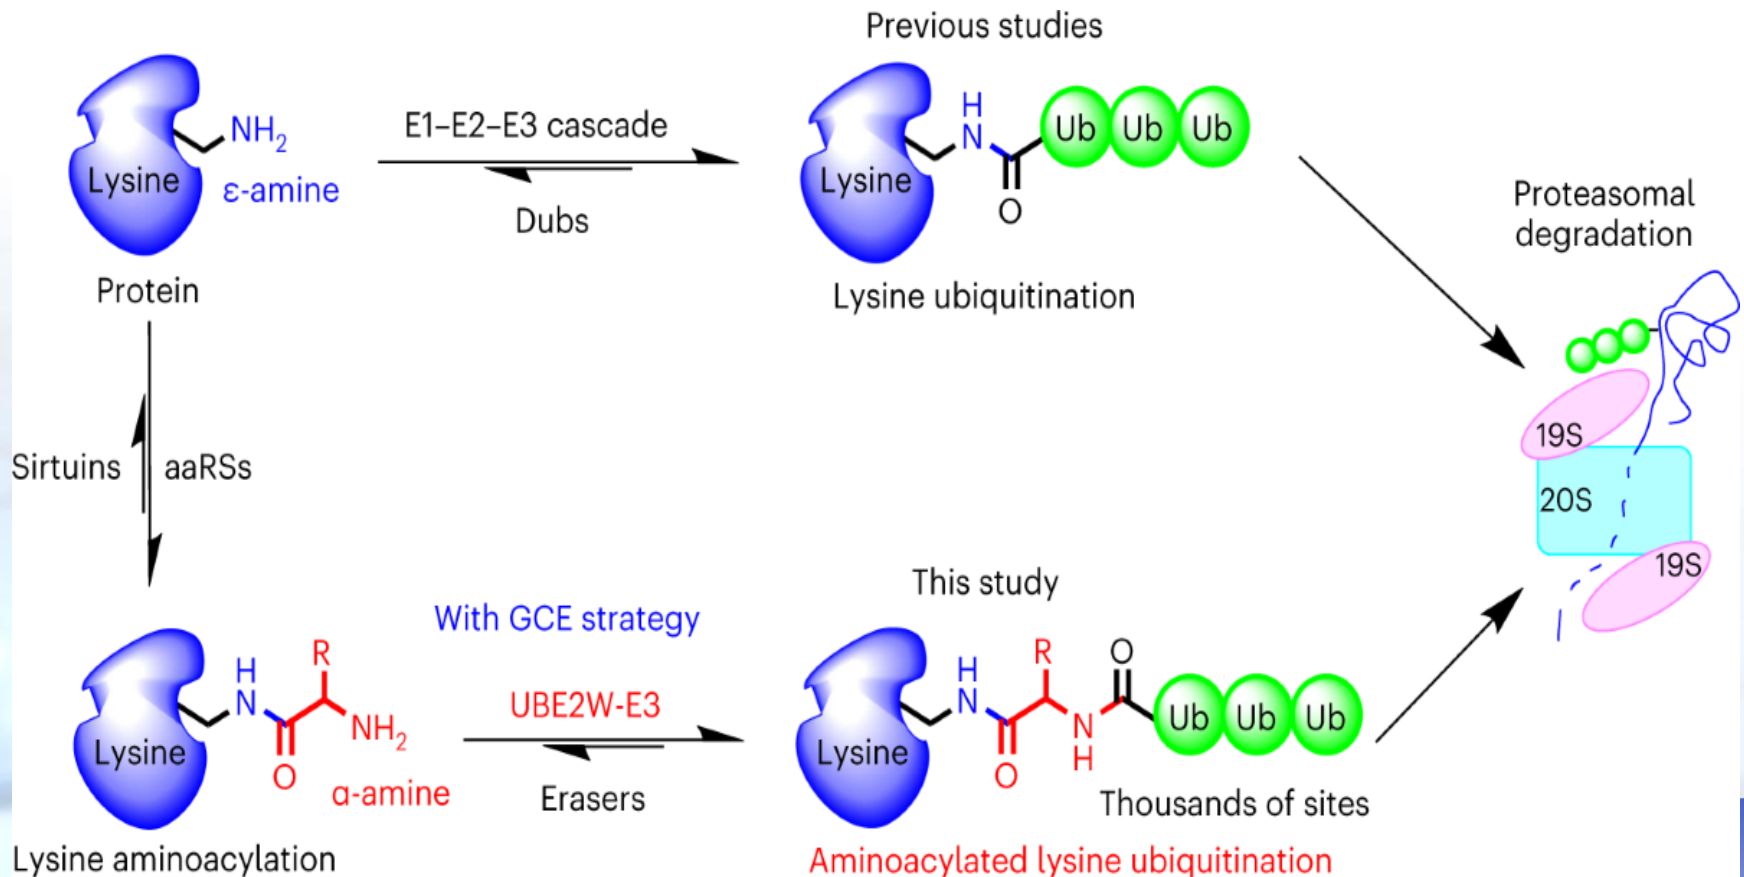 Previous studies
Lysine
NH2
ε-amine
Protein
E1–E2–E3 cascade
Dubs
Lysine
H
N
O
Ub Ub Ub
Lysine ubiquitination
Proteasomal
degradation
19S
20S
19S
Sirtuins
aaRSs
Lysine
H
N
O
R
NH2
α-amine
Lysine aminoacylation
With GCE strategy
UBE2W-E3
Erasers
This study
Lysine
H
N
O
R
N
H
O
Ub Ub Ub
Thousands of sites
Aminoacylated lysine ubiquitination